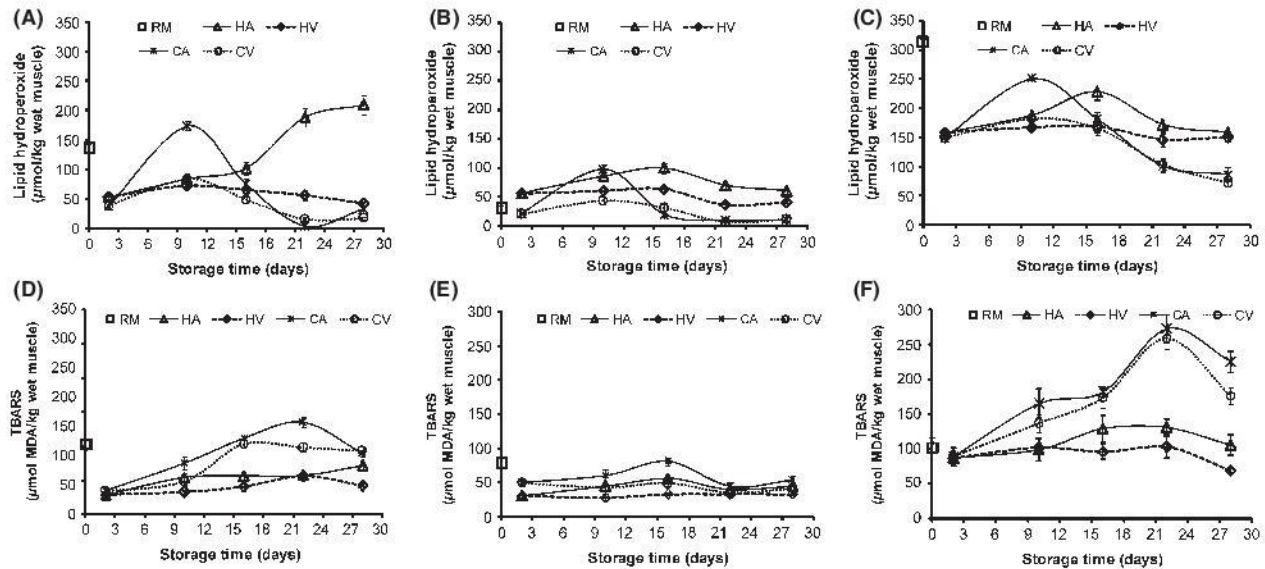 (A)
350
300
250
200
150
100
50
0
Lipid hydroperoxide
(µmol/kg wet muscle)
RM HA HV
CA CV
0 3 6 9 12 15 18 21 24 27 30
Storage time (days)
(B)
350
300
250
200
150
100
50
0
Lipid hydroperoxide
(µmol/kg wet muscle)
RM HA HV
CA CV
0 3 6 9 12 15 18 21 24 27 30
Storage time (days)
(C)
350
300
250
200
150
100
50
0
Lipid hydroperoxide
(µmol/kg wet muscle)
RM HA HV
CA CV
0 3 6 9 12 15 18 21 24 27 30
Storage time (days)
(D)
350
300
250
200
150
100
50
0
TBARS
(µmol MDA/kg wet muscle)
RM HA HV CA CV
0 3 6 9 12 15 18 21 24 27 30
Storage time (days)
(E)
300
250
200
150
100
50
0
TBARS
(µmol MDA/kg wet muscle)
RM HA HV CA CV
0 3 6 9 12 15 18 21 24 27 30
Storage time (days)
(F)
300
250
200
150
100
50
0
TBARS
(µmol MDA/kg wet muscle)
RM HA HV CA CV
0 3 6 9 12 15 18 21 24 27 30
Storage time (days)